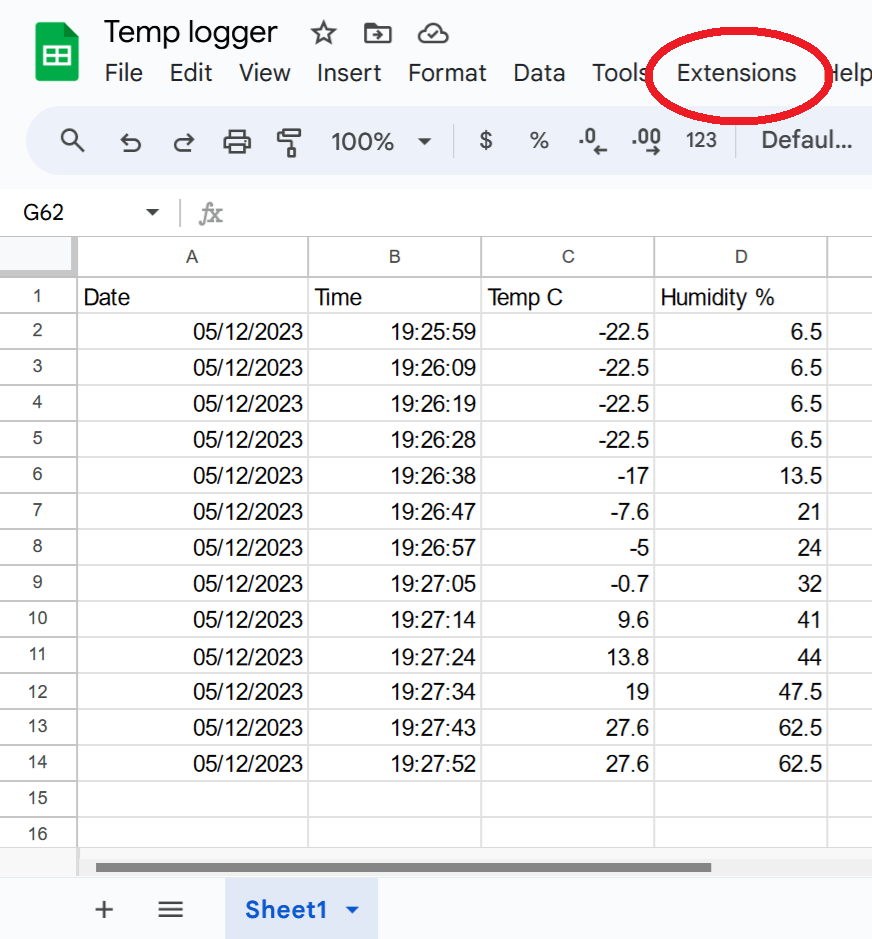 Temp logger
File Edit View Insert Format Data Tools Extensions Help
100% $ % .0 .00 123 Defaul...
G62 fx
A B C D
1 Date Time Temp C Humidity %
2 05/12/2023 19:25:59 -22.5 6.5
3 05/12/2023 19:26:09 -22.5 6.5
4 05/12/2023 19:26:19 -22.5 6.5
5 05/12/2023 19:26:28 -22.5 6.5
6 05/12/2023 19:26:38 -17 13.5
7 05/12/2023 19:26:47 -7.6 21
8 05/12/2023 19:26:57 -5 24
9 05/12/2023 19:27:05 -0.7 32
10 05/12/2023 19:27:14 9.6 41
11 05/12/2023 19:27:24 13.8 44
12 05/12/2023 19:27:34 19 47.5
13 05/12/2023 19:27:43 27.6 62.5
14 05/12/2023 19:27:52 27.6 62.5
15
16
Sheet1